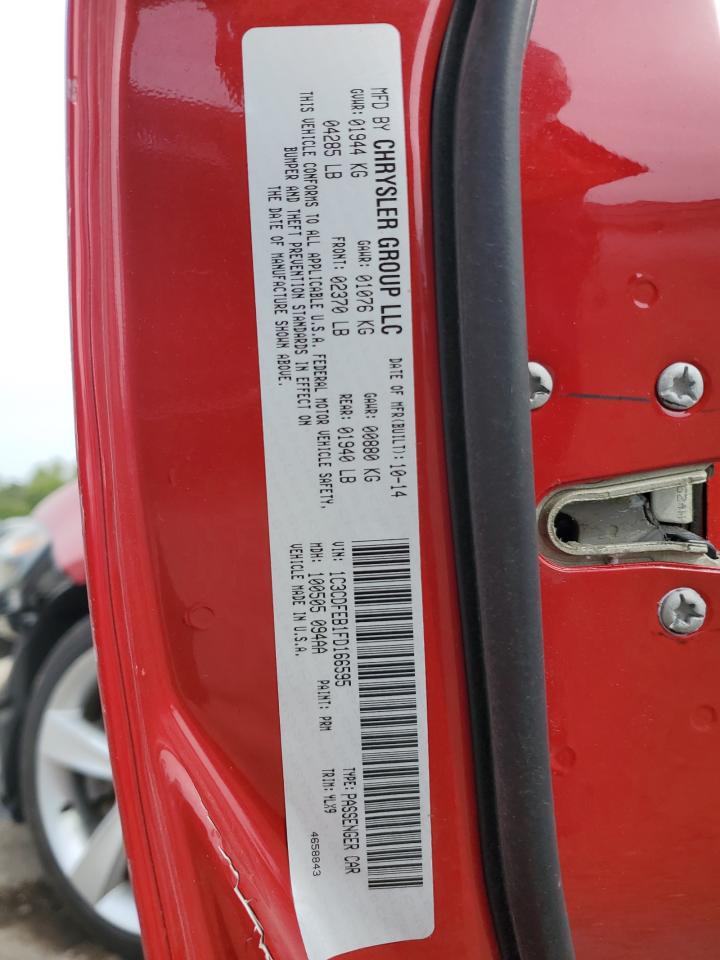 MFD BY CHRYSLER GROUP LLC DATE OF MFR(BUILT): 10-14
GVWR: 01944 KG GAWR: 01076 KG GAWR: 00880 KG
04285 LB FRONT: 02370 LB REAR: 01940 LB
THIS VEHICLE CONFORMS TO ALL APPLICABLE U.S.A. FEDERAL MOTOR VEHICLE SAFETY,
BUMPER AND THEFT PREVENTION STANDARDS IN EFFECT ON
THE DATE OF MANUFACTURE SHOWN ABOVE.
VIN: 1C3CDFEB1FD166595 TYPE: PASSENGER CAR
MDH: 100505 094AA PAINT: PRM TRIM: YLX9
VEHICLE MADE IN U.S.A. 4658843